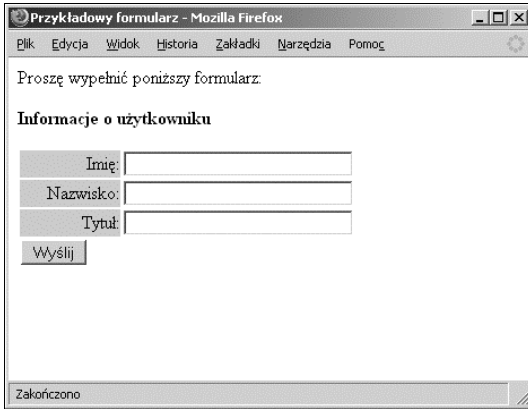 Przykładowy formularz - Mozilla Firefox
Plik Edycja Widok Historia Zakładki Narzędzia Pomoc
Proszę wypełnić poniższy formularz:
Informacje o użytkowniku
Imię:
Nazwisko:
Tytuł:
Wyślij
Zakończono